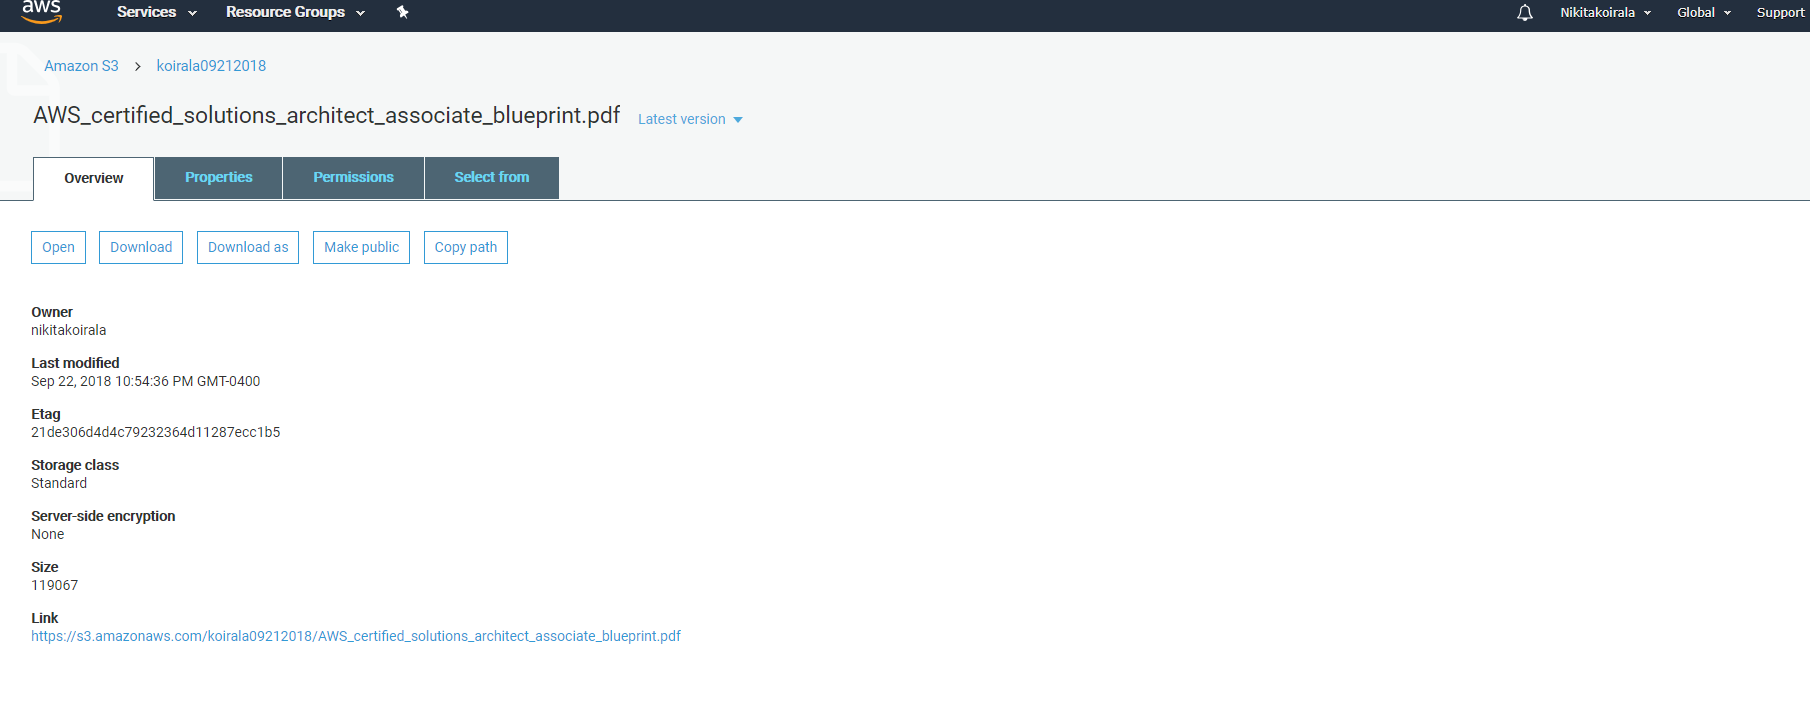 aws Services Resource Groups Nikitakoirala Global Support
Amazon S3 > koirala09212018
AWS_certified_solutions_architect_associate_blueprint.pdf Latest version
Overview Properties Permissions Select from
Open Download Download as Make public Copy path
Owner
nikitakoirala
Last modified
Sep 22, 2018 10:54:36 PM GMT-0400
Etag
21de306d4d4c79232364d11287ecc1b5
Storage class
Standard
Server-side encryption
None
Size
119067
Link
https://s3.amazonaws.com/koirala09212018/AWS_certified_solutions_architect_associate_blueprint.pdf